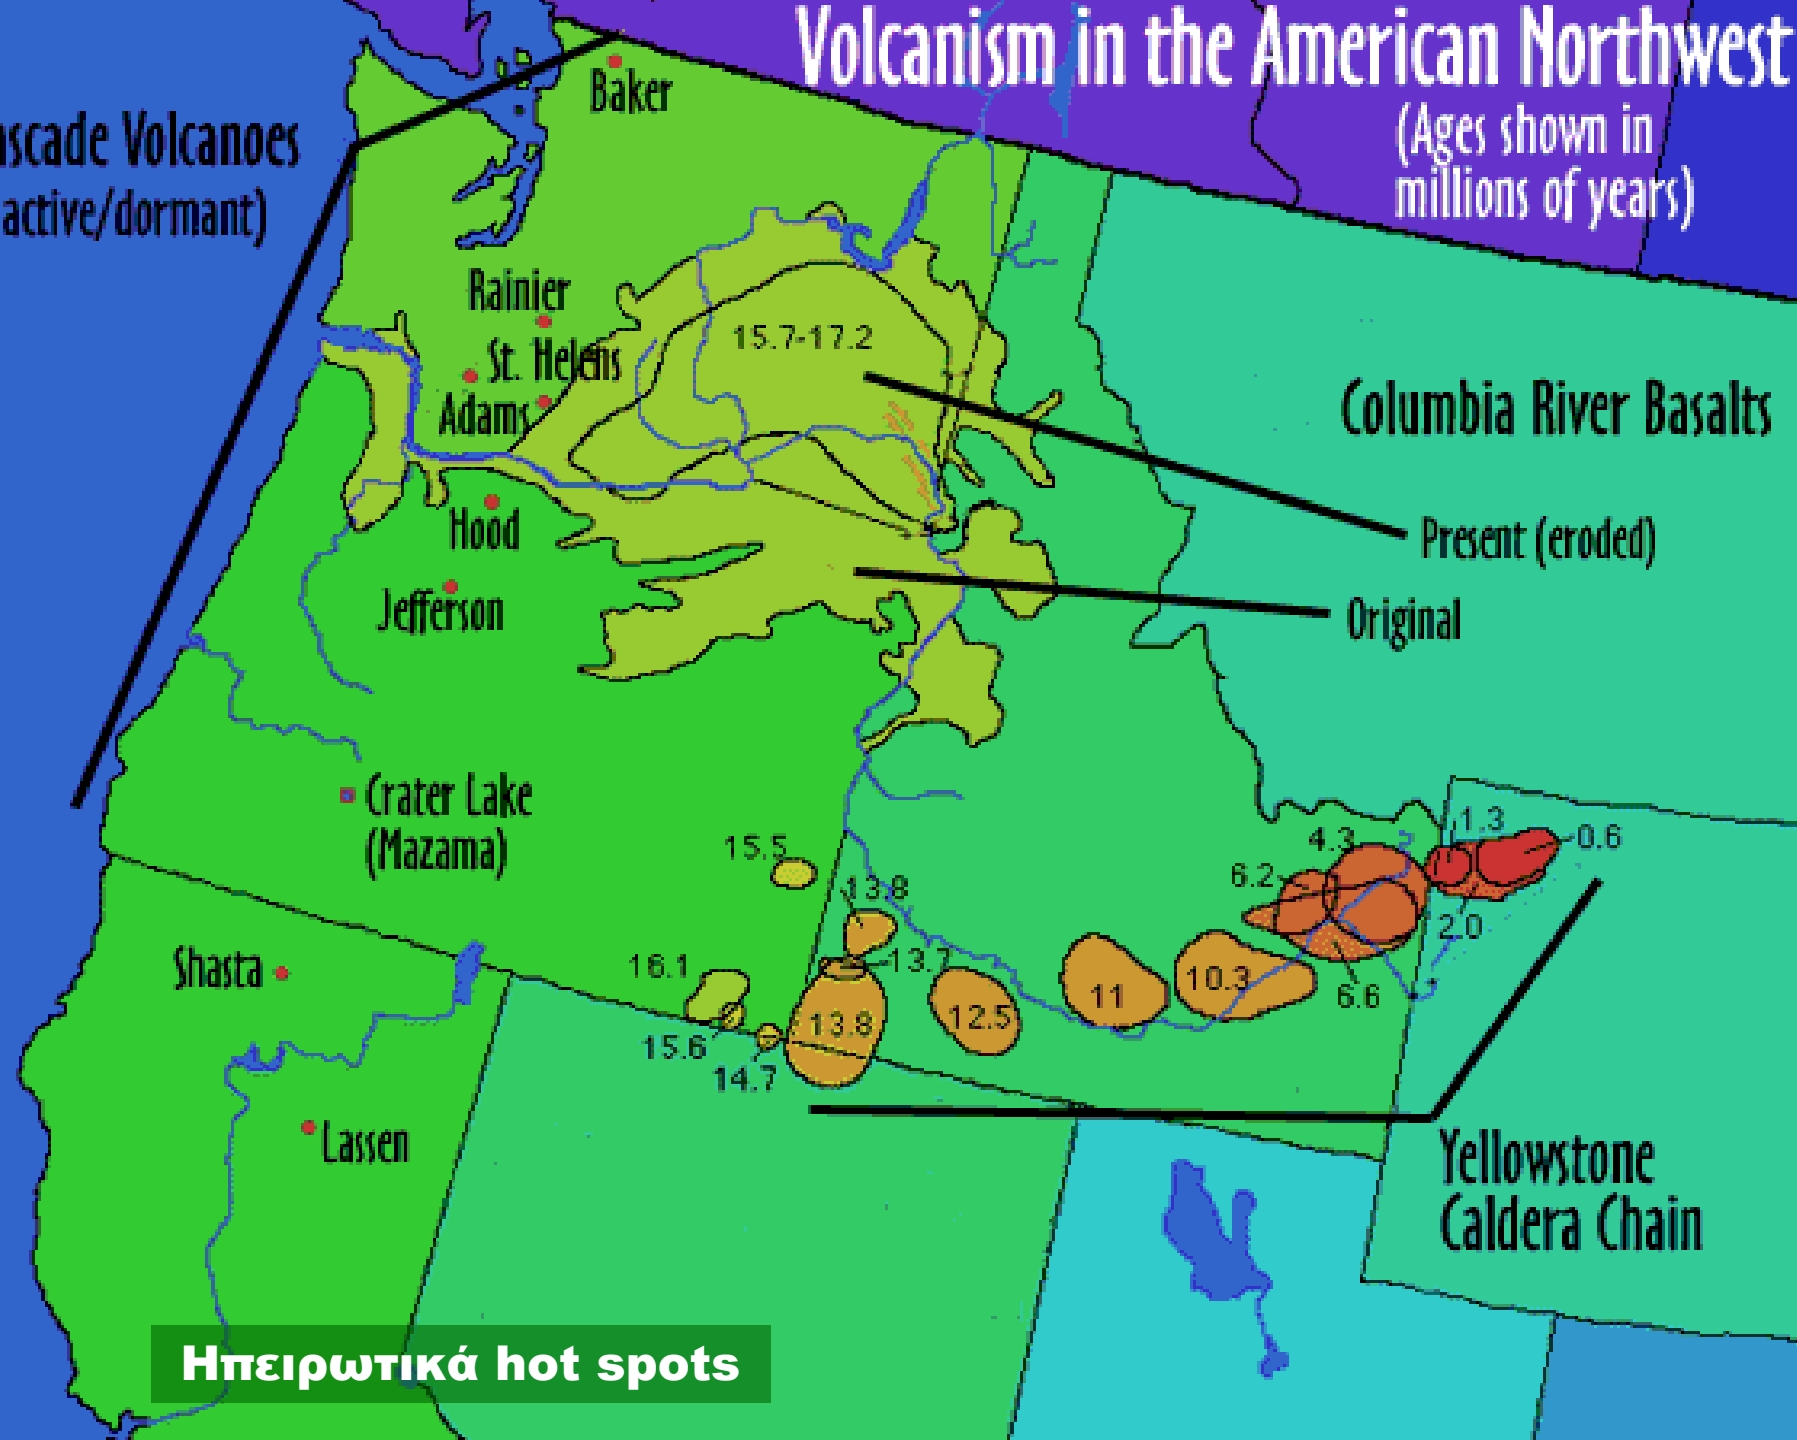 Volcanism in the American Northwest
(Ages shown in
millions of years)
Baker
ascade Volcanoes
active/dormant)
Rainier
15.7-17.2
St. Helens
Adams
Columbia River Basalts
Hood
Present (eroded)
Jefferson
Original
Crater Lake
(Mazama)
15.5
1.3
4.3
0.6
6.2
13.8
2.0
Shasta
16.1
13.7
10.3
11
6.6
12.5
13.8
15.6
14.7
Lassen
Yellowstone
Caldera Chain
Ηπειρωτικά hot spots